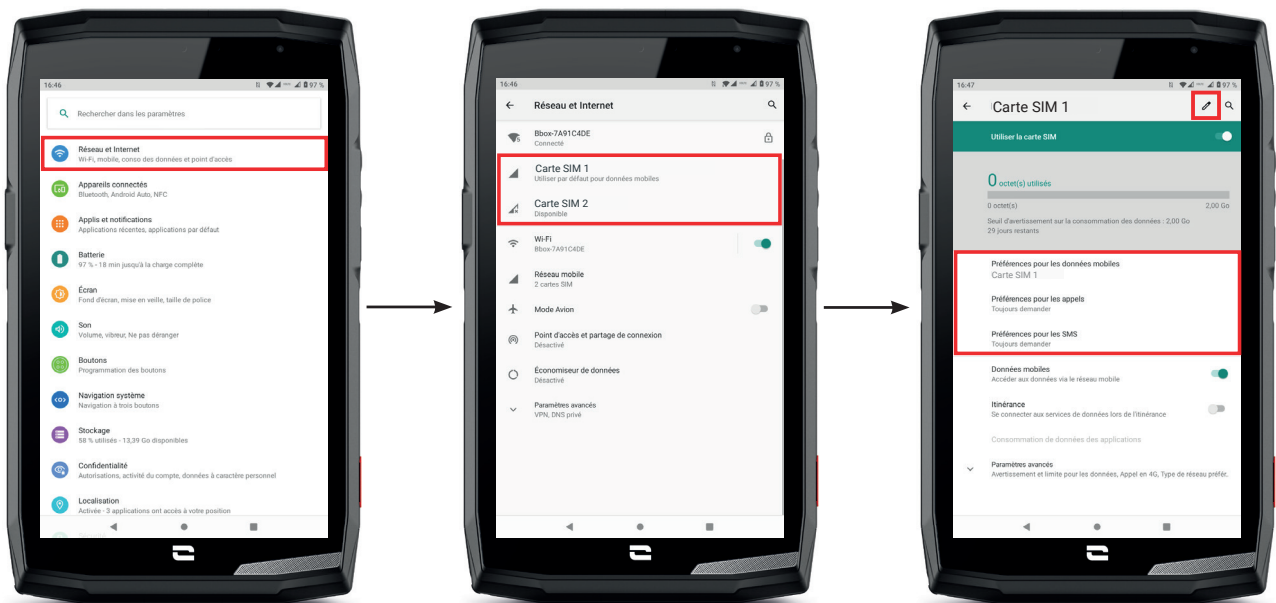 16:46
97 %
Rechercher dans les paramètres
Réseau et Internet
Wi-Fi, mobile, conso des données et point d'accès
Appareils connectés
Bluetooth, Android Auto, NFC
Applis et notifications
Applications récentes, applications par défaut
Batterie
97 % - 18 min jusqu'à la charge complète
Écran
Fond d'écran, mise en veille, taille de police
Son
Volume, vibreur, Ne pas déranger
Boutons
Programmation des boutons
Navigation système
Navigation à trois boutons
Stockage
58 % utilisés - 13,39 Go disponibles
Confidentialité
Autorisations, activité du compte, données à caractère personnel
Localisation
Activée - 3 applications ont accès à votre position
16:46
97 %
Réseau et Internet
Bbox-7A91C4DE
Connecté
Carte SIM 1
Utiliser par défaut pour données mobiles
Carte SIM 2
Disponible
Wi-Fi
Bbox-7A91C4DE
Réseau mobile
2 cartes SIM
Mode Avion
Point d'accès et partage de connexion
Désactivé
Économiseur de données
Désactivé
Paramètres avancés
VPN, DNS privé
16:47
97 %
Carte SIM 1
Utiliser la carte SIM
0 octet(s) utilisés
0 octet(s) 2,00 Go
Seuil d'avertissement sur la consommation des données : 2,00 Go
29 jours restants
Préférences pour les données mobiles
Carte SIM 1
Préférences pour les appels
Toujours demander
Préférences pour les SMS
Toujours demander
Données mobiles
Accéder aux données via le réseau mobile
Itinérance
Se connecter aux services de données lors de l'itinérance
Consommation de données des applications
Paramètres avancés
Avertissement et limite pour les données, Appel en 4G, Type de réseau préfér.